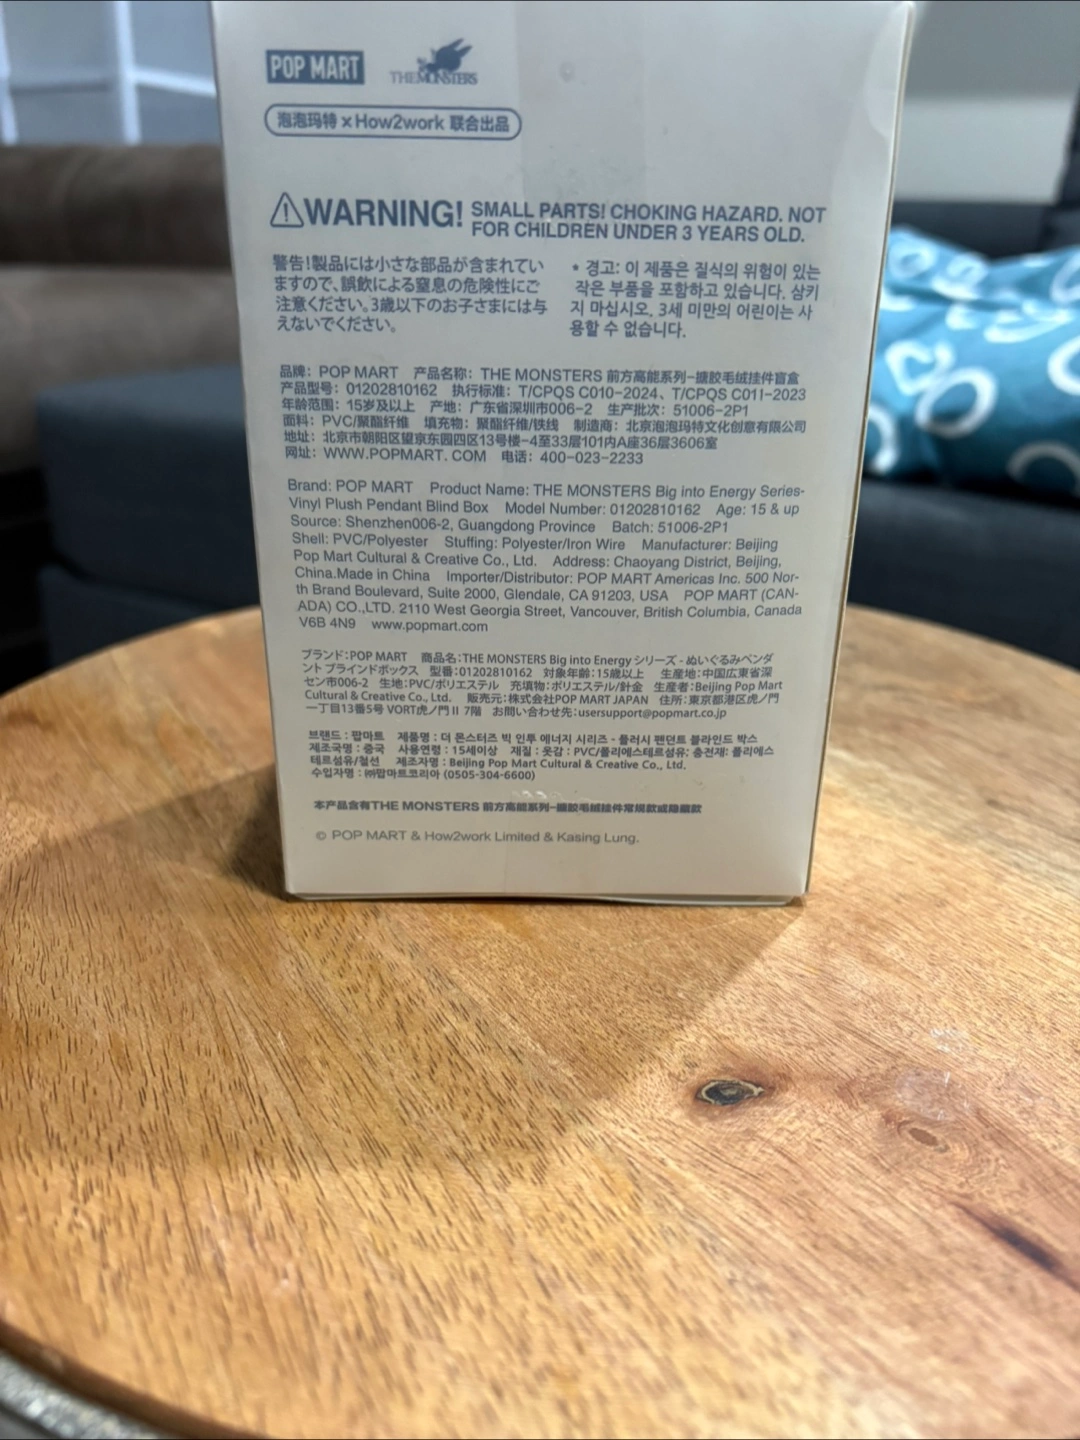 POP MART
THE MONSTERS
泡泡玛特 × How2work 联合出品
WARNING! SMALL PARTS! CHOKING HAZARD. NOT
FOR CHILDREN UNDER 3 YEARS OLD.
警告!製品には小さな部品が含まれてい
ますので、誤飲による窒息の危険性にご
注意ください。3歳以下のお子さまには与
えないでください。
* 경고: 이 제품은 질식의 위험이 있는
작은 부품을 포함하고 있습니다. 삼키
지 마십시오. 3세 미만의 어린이는 사
용할 수 없습니다.
品牌：POP MART 产品名称：THE MONSTERS 前方高能系列-搪胶毛绒挂件盲盒
产品型号：01202810162 执行标准：T/CPQS C010-2024、T/CPQS C011-2023
年龄范围：15岁及以上 产地：广东省深圳市006-2 生产批次：51006-2P1
面料：PVC/聚酯纤维 填充物：聚酯纤维/铁线 制造商：北京泡泡玛特文化创意有限公司
地址：北京市朝阳区望京东园四区13号楼-4至33层101内A座36层3606室
网址：WWW.POPMART.COM 电话：400-023-2233
Brand: POP MART Product Name: THE MONSTERS Big into Energy Series-
Vinyl Plush Pendant Blind Box Model Number: 01202810162 Age: 15 & up
Source: Shenzhen006-2, Guangdong Province Batch: 51006-2P1
Shell: PVC/Polyester Stuffing: Polyester/Iron Wire Manufacturer: Beijing
Pop Mart Cultural & Creative Co., Ltd. Address: Chaoyang District, Beijing,
China.Made in China Importer/Distributor: POP MART Americas Inc. 500 Nor-
th Brand Boulevard, Suite 2000, Glendale, CA 91203, USA POP MART (CAN-
ADA) CO.,LTD. 2110 West Georgia Street, Vancouver, British Columbia, Canada
V6B 4N9 www.popmart.com
ブランド：POP MART 商品名：THE MONSTERS Big into Energy シリーズ - ぬいぐるみペンダ
ント ブラインドボックス 型番：01202810162 対象年齢：15歳以上 生産地：中国広東省深
セン市006-2 生地：PVC/ポリエステル 充填物：ポリエステル/針金 生産者：Beijing Pop Mart
Cultural & Creative Co., Ltd. 販売元：株式会社POP MART JAPAN 住所：東京都港区虎ノ門
一丁目13番5号 VORT虎ノ門 II 7階 お問い合わせ先：usersupport@popmart.co.jp
브랜드 : 팝마트 제품명 : 더 몬스터즈 빅 인투 에너지 시리즈 - 플러시 펜던트 블라인드 박스
제조국명 : 중국 사용연령 : 15세이상 재질 : 옷감 : PVC/폴리에스테르섬유; 충전재: 폴리에스
테르섬유/철선 제조자명 : Beijing Pop Mart Cultural & Creative Co., Ltd.
수입자명 : ㈜팝마트코리아 (0505-304-6600)
本产品含有THE MONSTERS 前方高能系列-搪胶毛绒挂件常规款或隐藏款
© POP MART & How2work Limited & Kasing Lung.